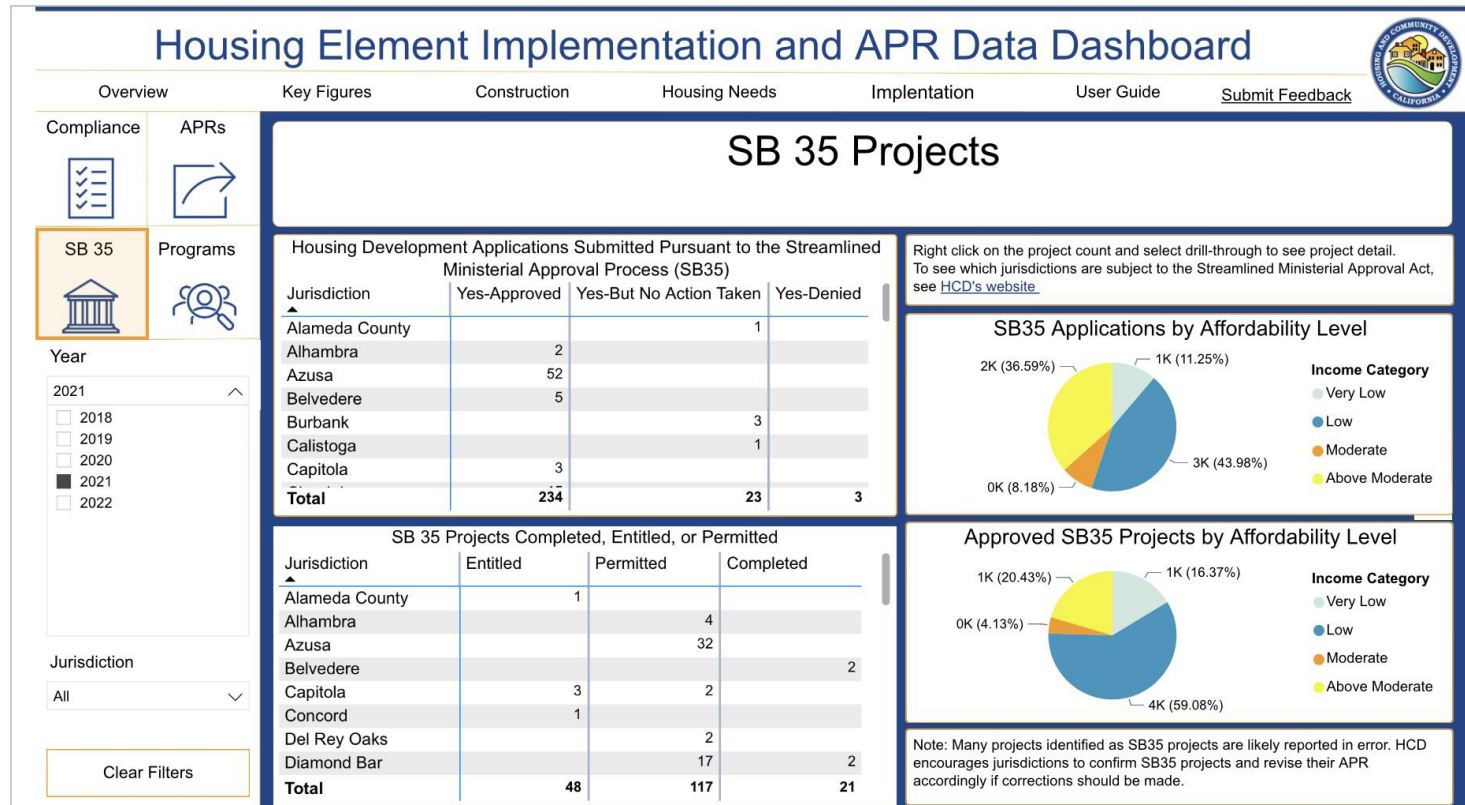 Housing Element Implementation and APR Data Dashboard
HOUSING AND COMMUNITY DEVELOPMENT
CALIFORNIA
Overview Key Figures Construction Housing Needs Implentation User Guide Submit Feedback
Compliance APRs
SB 35 Programs
Year
2021
2018
2019
2020
2021
2022
Jurisdiction
All
Clear Filters
SB 35 Projects
Housing Development Applications Submitted Pursuant to the Streamlined
Ministerial Approval Process (SB35)
Jurisdiction Yes-Approved Yes-But No Action Taken Yes-Denied
Alameda County 1
Alhambra 2
Azusa 52
Belvedere 5
Burbank 3
Calistoga 1
Capitola 3
Total 234 23 3
SB 35 Projects Completed, Entitled, or Permitted
Jurisdiction Entitled Permitted Completed
Alameda County 1
Alhambra 4
Azusa 32
Belvedere 2
Capitola 3 2
Concord 1
Del Rey Oaks 2
Diamond Bar 17 2
Total 48 117 21
Right click on the project count and select drill-through to see project detail.
To see which jurisdictions are subject to the Streamlined Ministerial Approval Act,
see HCD's website
SB35 Applications by Affordability Level
2K (36.59%)
1K (11.25%)
3K (43.98%)
0K (8.18%)
Income Category
Very Low
Low
Moderate
Above Moderate
Approved SB35 Projects by Affordability Level
1K (20.43%)
1K (16.37%)
0K (4.13%)
4K (59.08%)
Income Category
Very Low
Low
Moderate
Above Moderate
Note: Many projects identified as SB35 projects are likely reported in error. HCD
encourages jurisdictions to confirm SB35 projects and revise their APR
accordingly if corrections should be made.